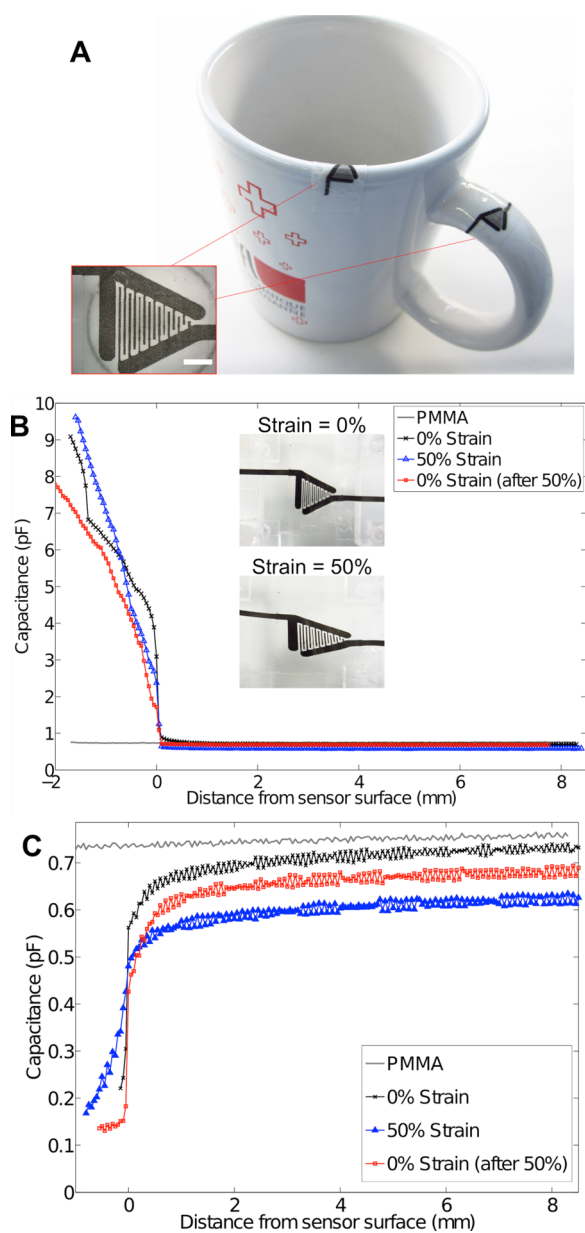 A
NIQUE
SANNE
B
10
9
8
7
6
5
4
3
2
1
0
Capacitance (pF)
Strain = 0%
Strain = 50%
PMMA
0% Strain
50% Strain
0% Strain (after 50%)
−2
0
2
4
6
8
Distance from sensor surface (mm)
C
0.7
0.6
0.5
0.4
0.3
0.2
0.1
0
Capacitance (pF)
PMMA
0% Strain
50% Strain
0% Strain (after 50%)
0
2
4
6
8
Distance from sensor surface (mm)